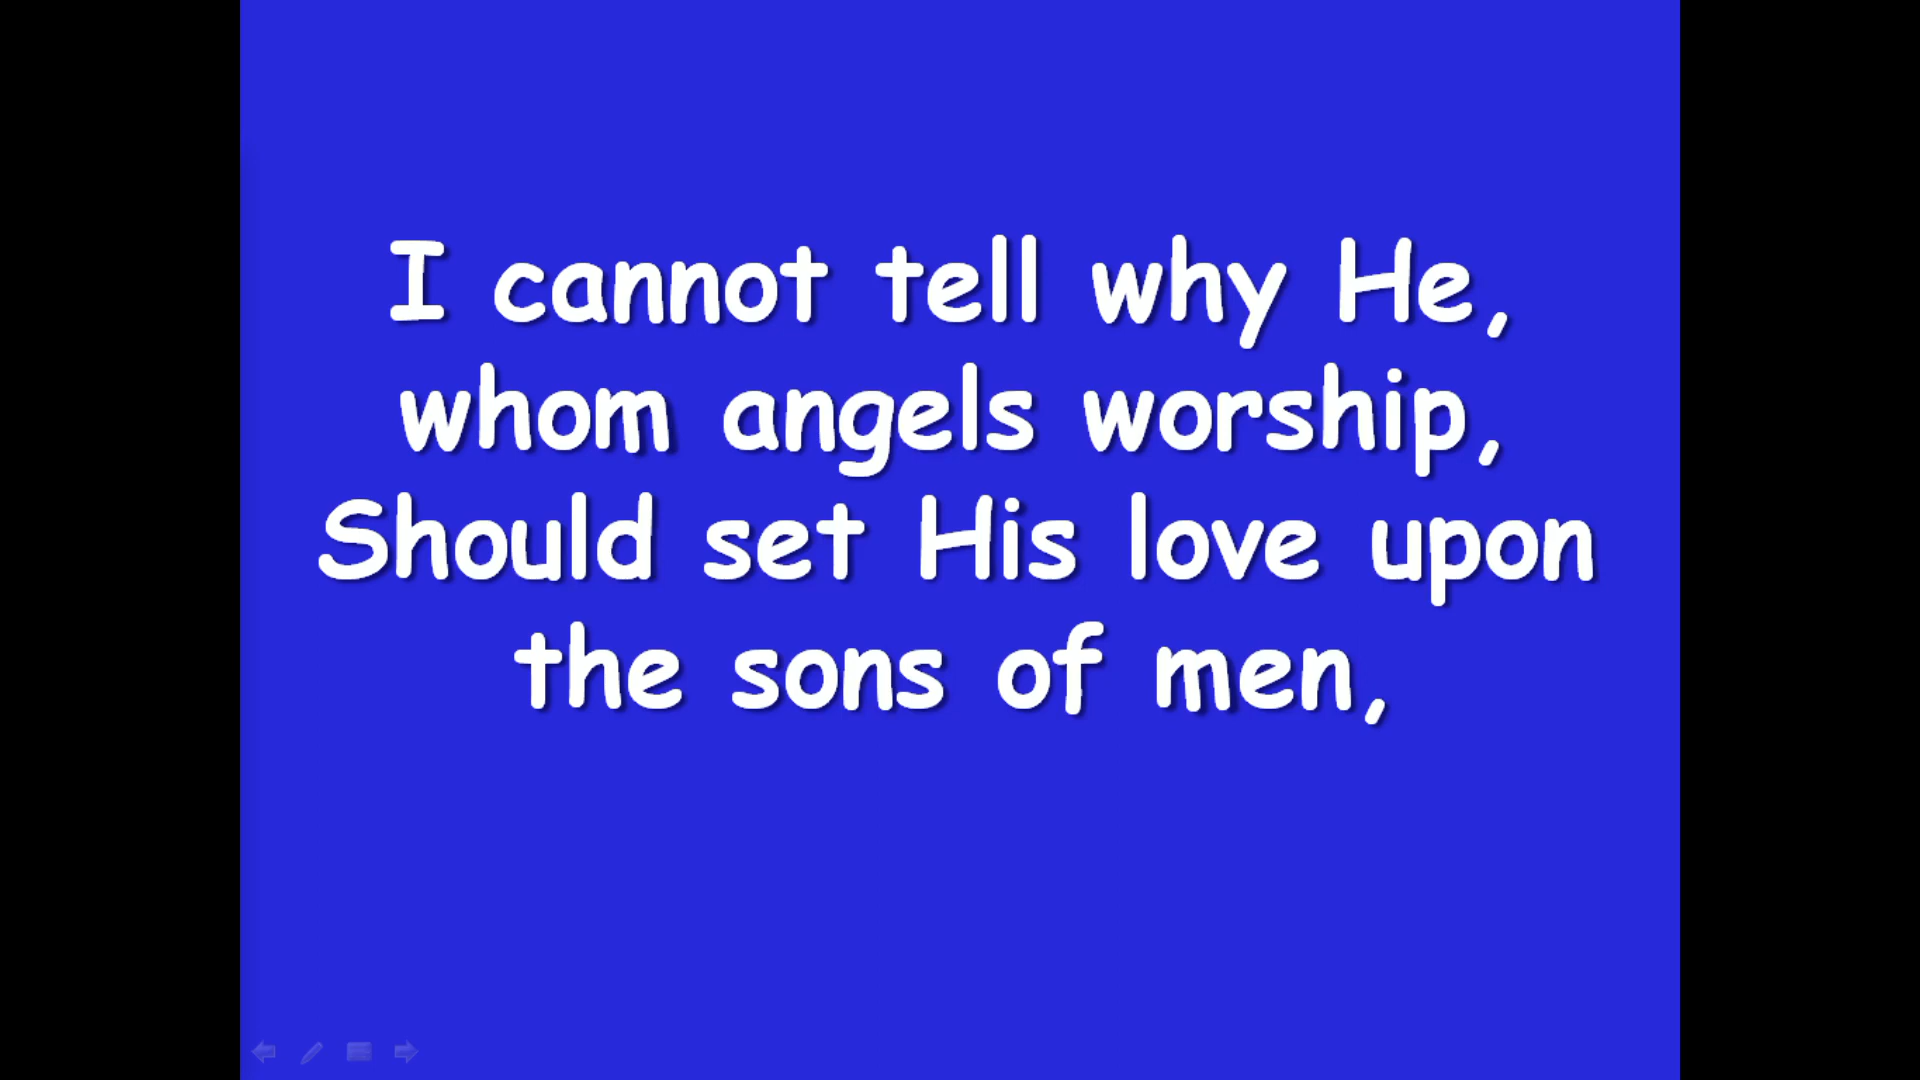 I cannot tell why He,
whom angels worship,
Should set His love upon
the sons of men,